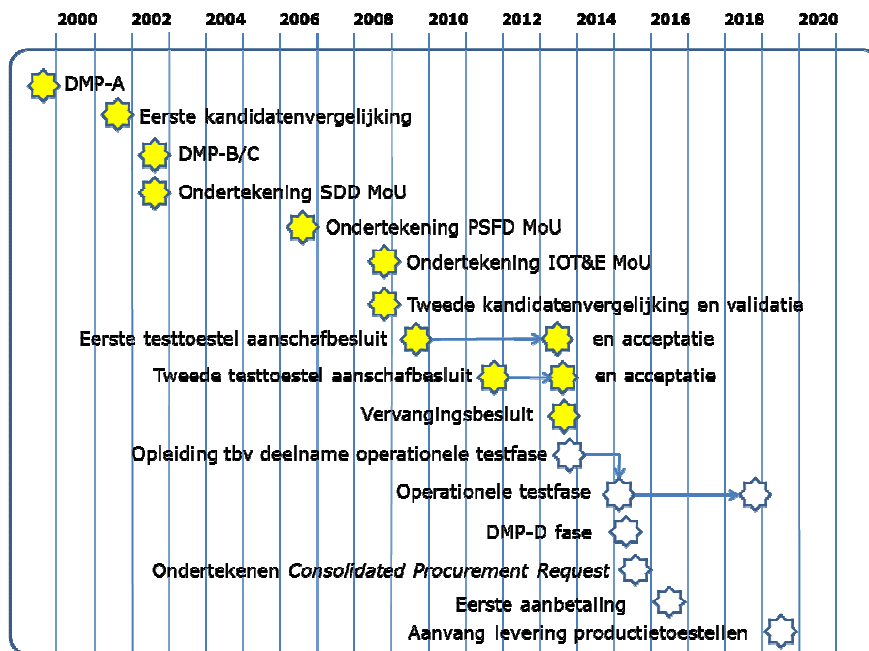 2000 2002 2004 2006 2008 2010 2012 2014 2016 2018 2020
DMP-A
Eerste kandidatenvergelijking
DMP-B/C
Ondertekening SDD MoU
Ondertekening PSFD MoU
Ondertekening IOT&E MoU
Tweede kandidatenvergelijking en validatie
Eerste testtoestel aanschafbesluit en acceptatie
Tweede testtoestel aanschafbesluit en acceptatie
Vervangingsbesluit
Opleiding tbv deelname operationele testfase
Operationele testfase
DMP-D fase
Ondertekenen Consolidated Procurement Request
Eerste aanbetaling
Aanvang levering productietoestellen